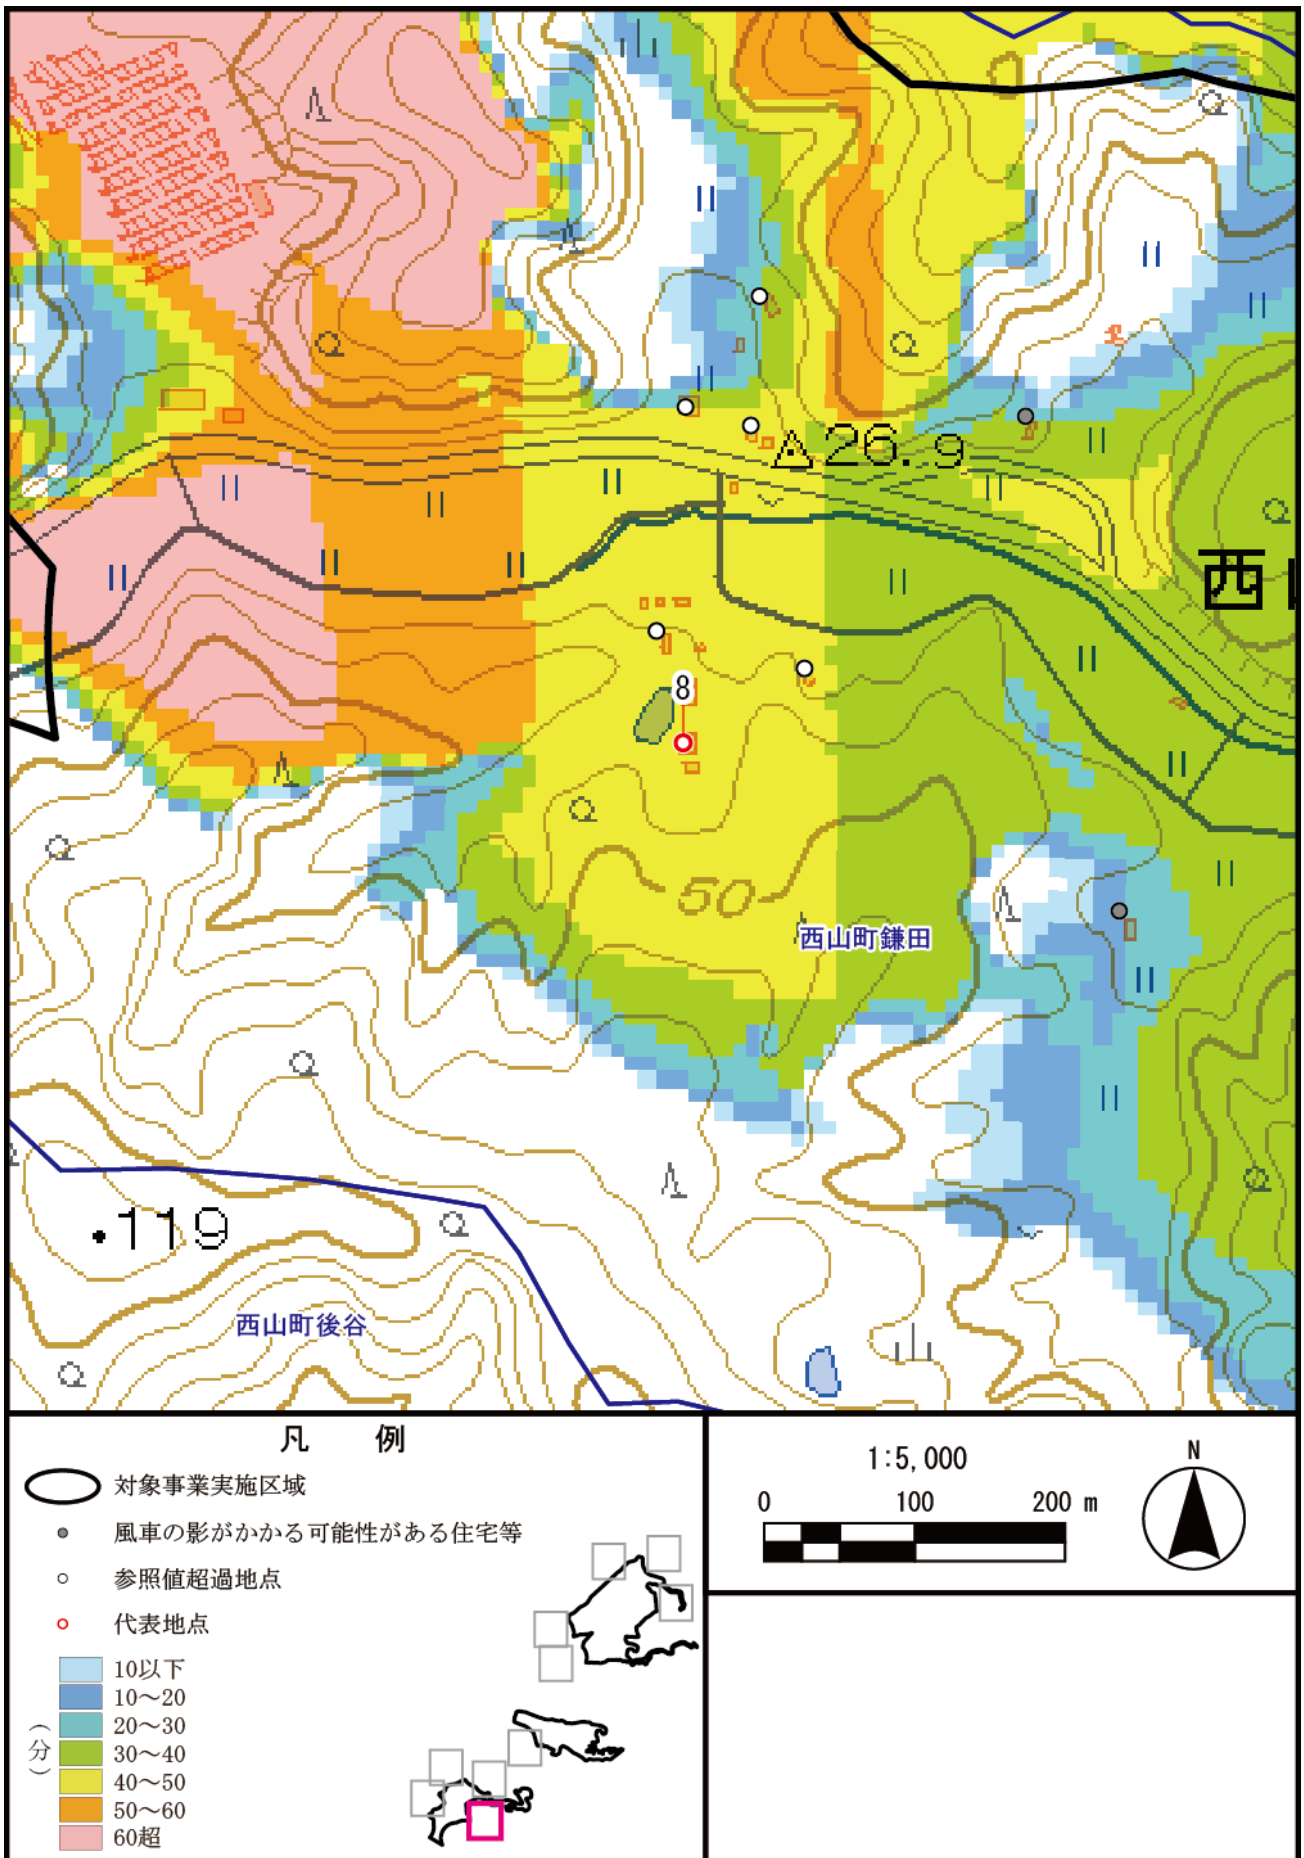 26.9
西
8
50
西山町鎌田
119
西山町後谷
凡 例
対象事業実施区域
風車の影がかかる可能性がある住宅等
参照値超過地点
代表地点
(分)
10以下
10～20
20～30
30～40
40～50
50～60
60超
1:5,000
0 100 200 m
N